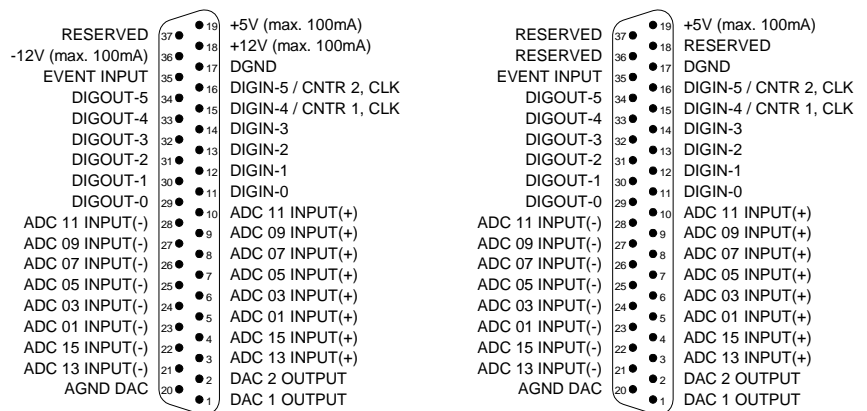 19 +5V (max. 100mA)
RESERVED 37
18 +12V (max. 100mA)
-12V (max. 100mA) 36
17 DGND
EVENT INPUT 35
16 DIGIN-5 / CNTR 2, CLK
DIGOUT-5 34
15 DIGIN-4 / CNTR 1, CLK
DIGOUT-4 33
14 DIGIN-3
DIGOUT-3 32
13 DIGIN-2
DIGOUT-2 31
12 DIGIN-1
DIGOUT-1 30
11 DIGIN-0
DIGOUT-0 29
10 ADC 11 INPUT(+)
ADC 11 INPUT(-) 28
9 ADC 09 INPUT(+)
ADC 09 INPUT(-) 27
8 ADC 07 INPUT(+)
ADC 07 INPUT(-) 26
7 ADC 05 INPUT(+)
ADC 05 INPUT(-) 25
6 ADC 03 INPUT(+)
ADC 03 INPUT(-) 24
5 ADC 01 INPUT(+)
ADC 01 INPUT(-) 23
4 ADC 15 INPUT(+)
ADC 15 INPUT(-) 22
3 ADC 13 INPUT(+)
ADC 13 INPUT(-) 21
2 DAC 2 OUTPUT
AGND DAC 20
1 DAC 1 OUTPUT
19 +5V (max. 100mA)
RESERVED 37
18 RESERVED
RESERVED 36
17 DGND
EVENT INPUT 35
16 DIGIN-5 / CNTR 2, CLK
DIGOUT-5 34
15 DIGIN-4 / CNTR 1, CLK
DIGOUT-4 33
14 DIGIN-3
DIGOUT-3 32
13 DIGIN-2
DIGOUT-2 31
12 DIGIN-1
DIGOUT-1 30
11 DIGIN-0
DIGOUT-0 29
10 ADC 11 INPUT(+)
ADC 11 INPUT(-) 28
9 ADC 09 INPUT(+)
ADC 09 INPUT(-) 27
8 ADC 07 INPUT(+)
ADC 07 INPUT(-) 26
7 ADC 05 INPUT(+)
ADC 05 INPUT(-) 25
6 ADC 03 INPUT(+)
ADC 03 INPUT(-) 24
5 ADC 01 INPUT(+)
ADC 01 INPUT(-) 23
4 ADC 15 INPUT(+)
ADC 15 INPUT(-) 22
3 ADC 13 INPUT(+)
ADC 13 INPUT(-) 21
2 DAC 2 OUTPUT
AGND DAC 20
1 DAC 1 OUTPUT